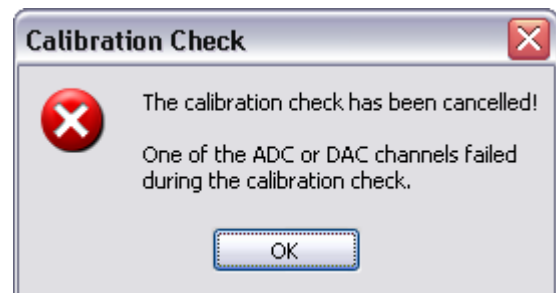 Calibration Check
The calibration check has been cancelled!
One of the ADC or DAC channels failed
during the calibration check.
OK